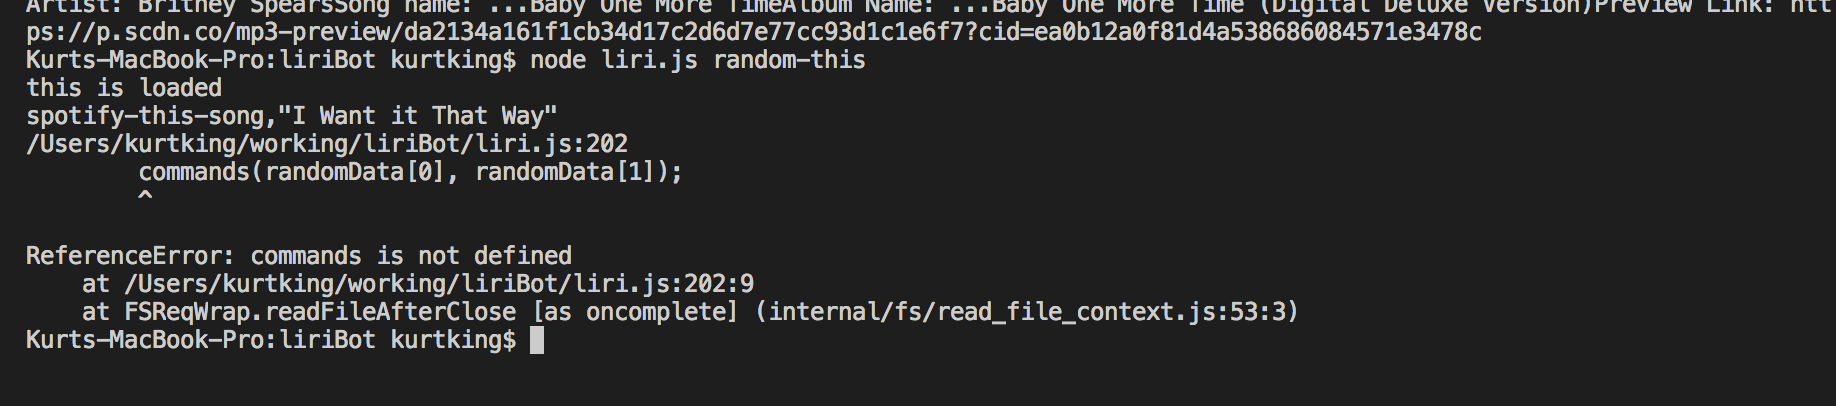 Artist: Britney SpearsSong name: ...Baby One More TimeAlbum Name: ...Baby One More Time (Digital Deluxe Version)Preview Link: htt
ps://p.scdn.co/mp3-preview/da2134a161f1cb34d17c2d6d7e77cc93d1c1e6f7?cid=ea0b12a0f81d4a538686084571e3478c
Kurts-MacBook-Pro:liriBot kurtking$ node liri.js random-this
this is loaded
spotify-this-song,"I Want it That Way"
/Users/kurtking/working/liriBot/liri.js:202
        commands(randomData[0], randomData[1]);
        ^
ReferenceError: commands is not defined
    at /Users/kurtking/working/liriBot/liri.js:202:9
    at FSReqWrap.readFileAfterClose [as oncomplete] (internal/fs/read_file_context.js:53:3)
Kurts-MacBook-Pro:liriBot kurtking$